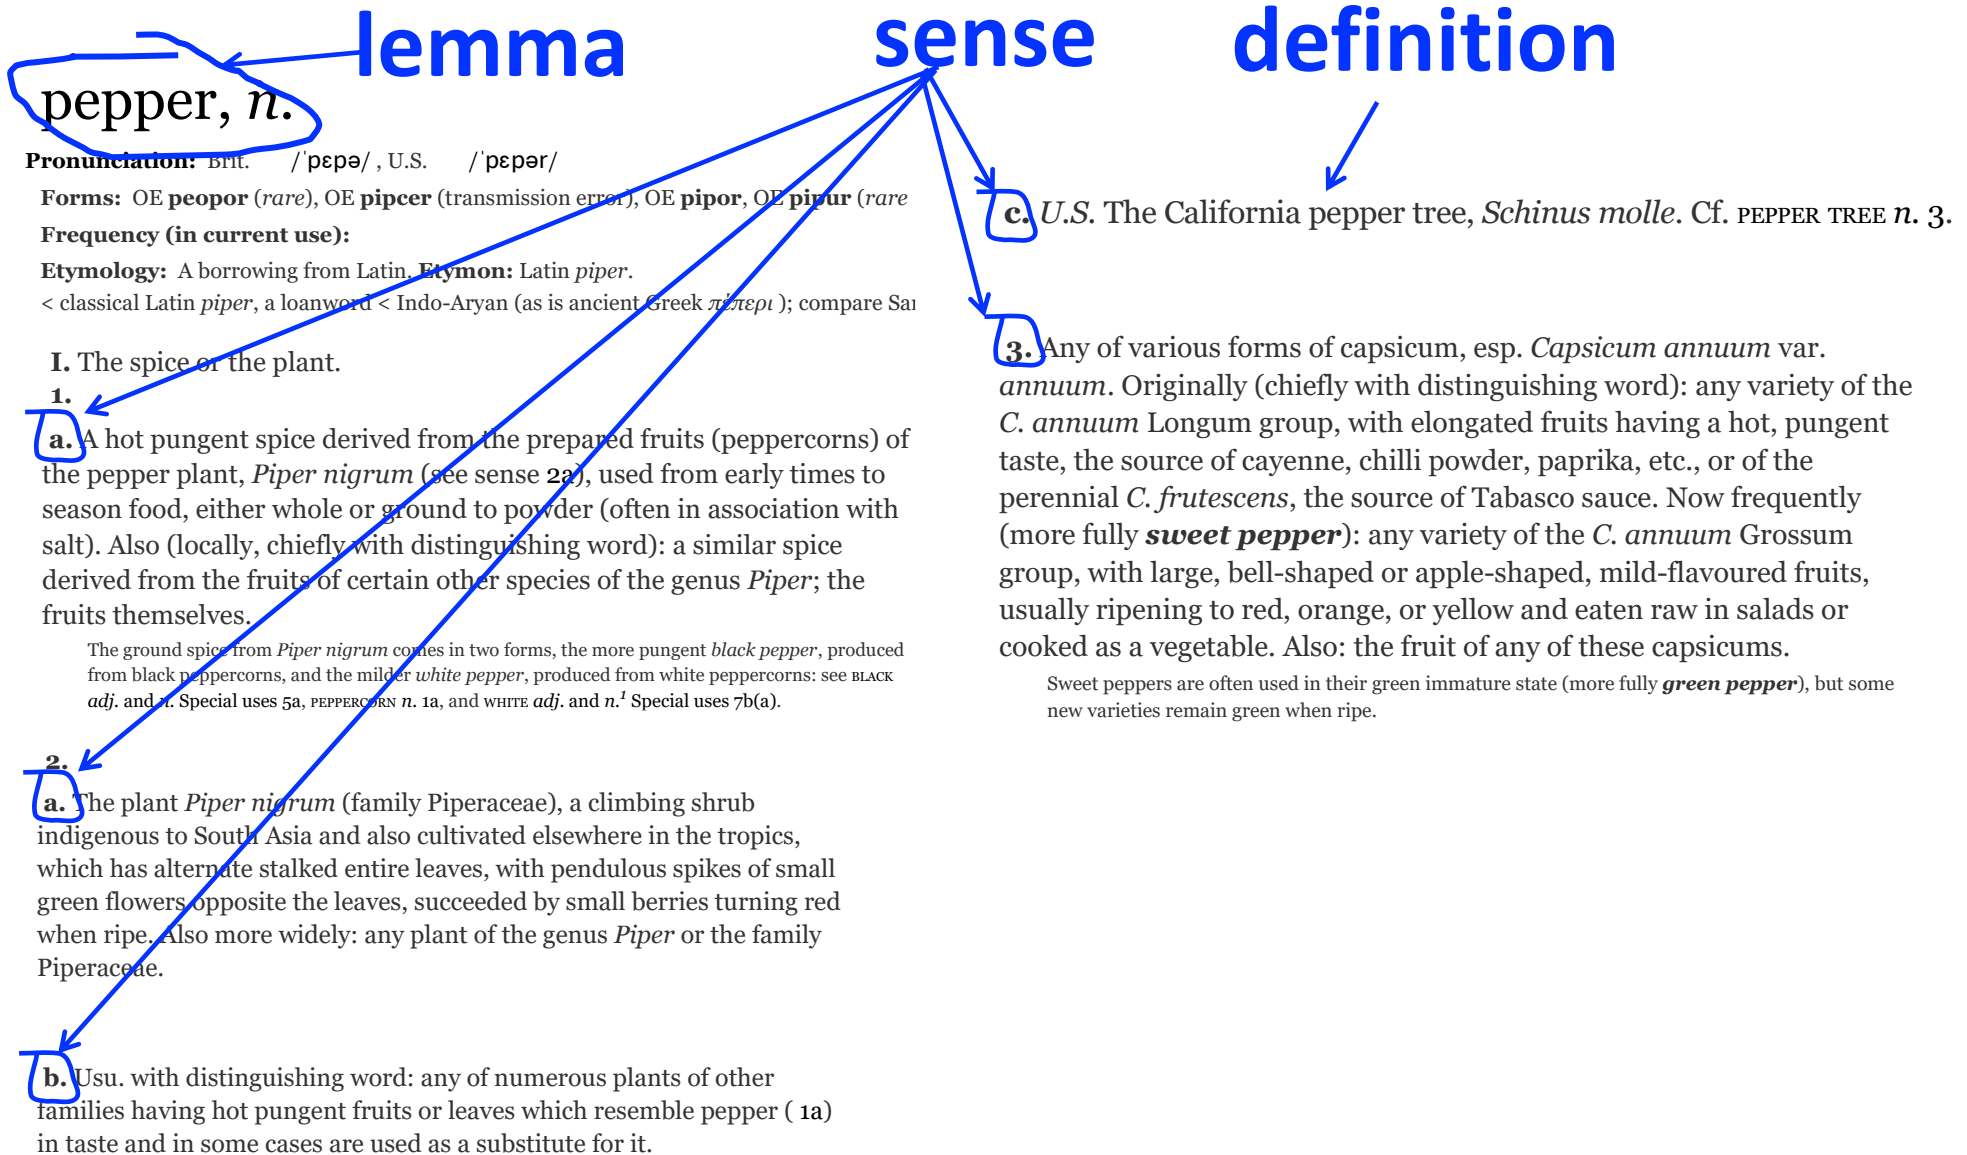 lemma
sense
definition
pepper, n.
Pronunciation: Brit. /ˈpɛpə/ , U.S. /ˈpɛpər/
Forms: OE peopor (rare), OE pipcer (transmission error), OE pipor, OE pipur (rare
Frequency (in current use):
Etymology: A borrowing from Latin. Etymon: Latin piper.
< classical Latin piper, a loanword < Indo-Aryan (as is ancient Greek πέπερι ); compare Sar
I. The spice or the plant.
1.
a. A hot pungent spice derived from the prepared fruits (peppercorns) of
the pepper plant, Piper nigrum (see sense 2a), used from early times to
season food, either whole or ground to powder (often in association with
salt). Also (locally, chiefly with distinguishing word): a similar spice
derived from the fruits of certain other species of the genus Piper; the
fruits themselves.
The ground spice from Piper nigrum comes in two forms, the more pungent black pepper, produced
from black peppercorns, and the milder white pepper, produced from white peppercorns: see BLACK
adj. and n. Special uses 5a, PEPPERCORN n. 1a, and WHITE adj. and n.¹ Special uses 7b(a).
2.
a. The plant Piper nigrum (family Piperaceae), a climbing shrub
indigenous to South Asia and also cultivated elsewhere in the tropics,
which has alternate stalked entire leaves, with pendulous spikes of small
green flowers opposite the leaves, succeeded by small berries turning red
when ripe. Also more widely: any plant of the genus Piper or the family
Piperaceae.
b. Usu. with distinguishing word: any of numerous plants of other
families having hot pungent fruits or leaves which resemble pepper ( 1a)
in taste and in some cases are used as a substitute for it.
c. U.S. The California pepper tree, Schinus molle. Cf. PEPPER TREE n. 3.
3. Any of various forms of capsicum, esp. Capsicum annuum var.
annuum. Originally (chiefly with distinguishing word): any variety of the
C. annuum Longum group, with elongated fruits having a hot, pungent
taste, the source of cayenne, chilli powder, paprika, etc., or of the
perennial C. frutescens, the source of Tabasco sauce. Now frequently
(more fully sweet pepper): any variety of the C. annuum Grossum
group, with large, bell-shaped or apple-shaped, mild-flavoured fruits,
usually ripening to red, orange, or yellow and eaten raw in salads or
cooked as a vegetable. Also: the fruit of any of these capsicums.
Sweet peppers are often used in their green immature state (more fully green pepper), but some
new varieties remain green when ripe.